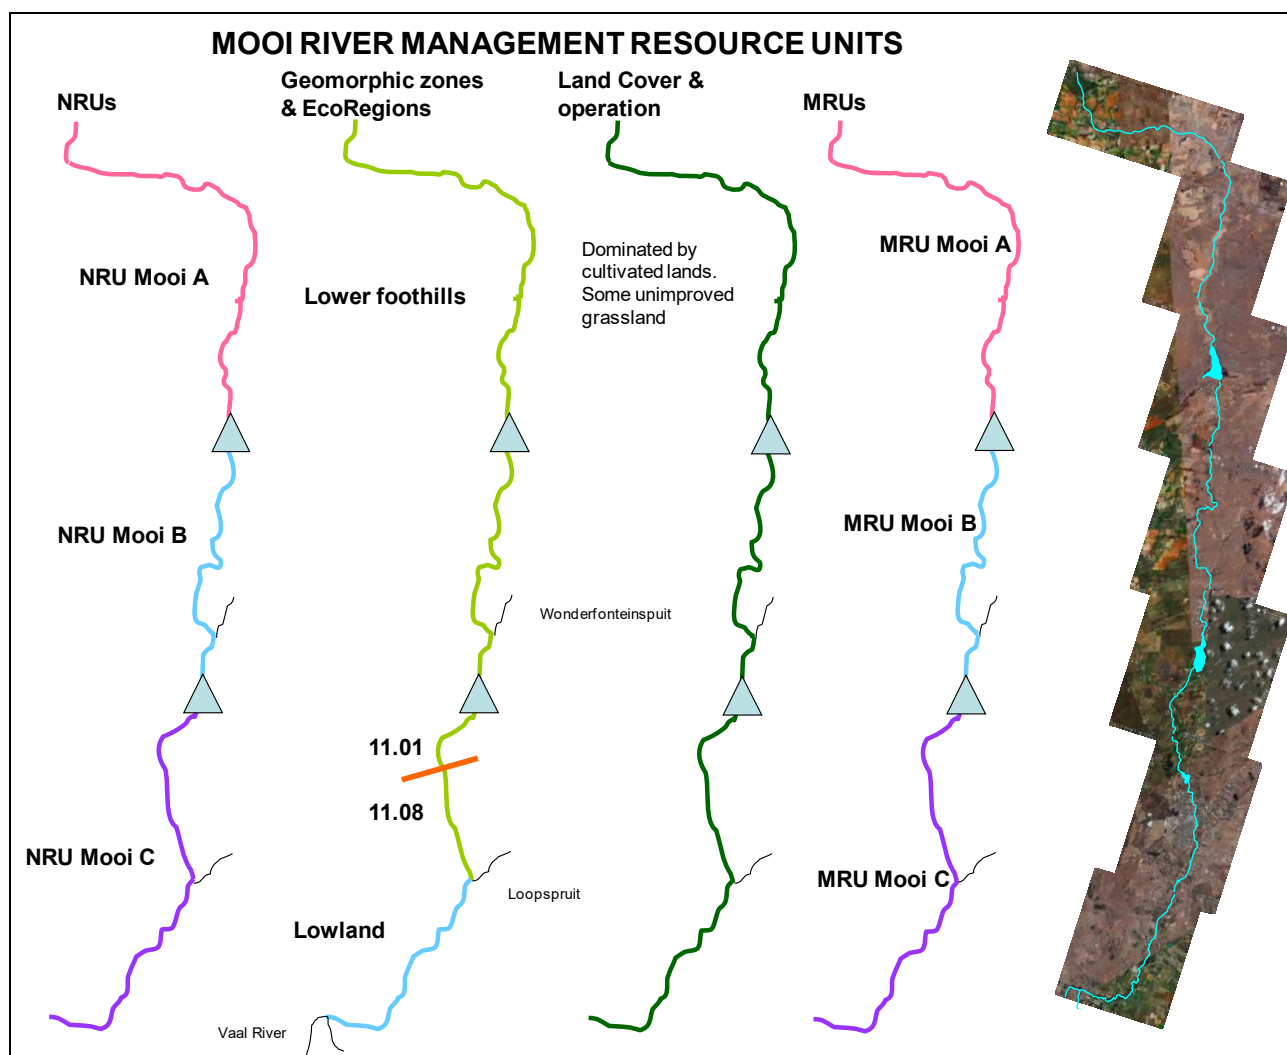 MOOI RIVER MANAGEMENT RESOURCE UNITS
NRUs
Geomorphic zones
& EcoRegions
Land Cover &
operation
MRUs
NRU Mooi A
Lower foothills
Dominated by
cultivated lands.
Some unimproved
grassland
MRU Mooi A
NRU Mooi B
MRU Mooi B
Wonderfonteinspuit
11.01
11.08
NRU Mooi C
Loopspruit
MRU Mooi C
Lowland
Vaal River